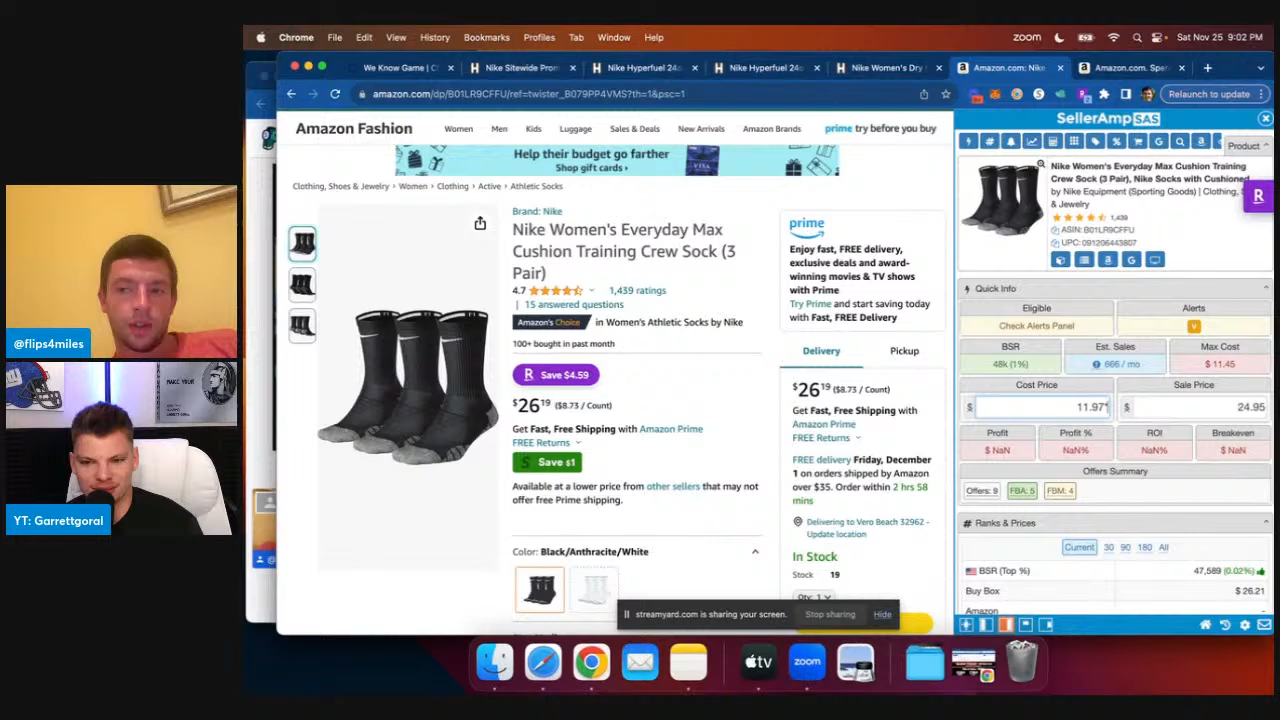 Chrome File Edit View History Bookmarks Profiles Tab Window Help
zoom Sat Nov 25 9:02 PM
We Know Game | C
Nike Sitewide Prom
Nike Hyperfuel 24o
Nike Hyperfuel 24o
Nike Women's Dry
Amazon.com: Nike
Amazon.com. Spen
amazon.com/dp/B01LR9CFFU/ref=twister_B079PP4VMS?th=1&psc=1
Relaunch to update
Amazon Fashion
Women Men Kids Luggage Sales & Deals New Arrivals Amazon Brands
prime try before you buy
Help their budget go farther
Shop gift cards ›
VISA
Clothing, Shoes & Jewelry › Women › Clothing › Active › Athletic Socks
Brand: Nike
Nike Women's Everyday Max
Cushion Training Crew Sock (3
Pair)
4.7 1,439 ratings
| 15 answered questions
Amazon's Choice in Women's Athletic Socks by Nike
100+ bought in past month
R Save $4.59
$26 19 ($8.73 / Count)
Get Fast, Free Shipping with Amazon Prime
FREE Returns
S Save $1
Available at a lower price from other sellers that may not
offer free Prime shipping.
Color: Black/Anthracite/White
prime
Enjoy fast, FREE delivery,
exclusive deals and award-
winning movies & TV shows
with Prime
Try Prime and start saving today
with Fast, FREE Delivery
Delivery Pickup
$26 19 ($8.73 / Count)
Get Fast, Free Shipping with
Amazon Prime
FREE Returns
FREE delivery Friday, December
1 on orders shipped by Amazon
over $35. Order within 2 hrs 58
mins
Delivering to Vero Beach 32962 -
Update location
In Stock
Stock 19
Qty: 1
streamyard.com is sharing your screen. Stop sharing Hide
SellerAmp SAS
Product
Nike Women's Everyday Max Cushion Training
Crew Sock (3 Pair), Nike Socks with Cushioned
by Nike Equipment (Sporting Goods) | Clothing,
& Jewelry
1,439
ASIN: B01LR9CFFU
UPC: 091206443807
R
Quick Info
Eligible Alerts
Check Alerts Panel V
BSR Est. Sales Max Cost
48k (1%) 666 / mo $ 11.45
Cost Price Sale Price
$ 11.97* $ 24.95
Profit Profit % ROI Breakeven
$ NaN NaN% NaN% $ NaN
Offers Summary
Offers: 9 FBA: 5 FBM: 4
# Ranks & Prices
Current 30 90 180 All
BSR (Top %) 47,589 (0.02%)
Buy Box $ 26.21
Amazon -
@flips4miles
YT: Garrettgoral
tv
zoom